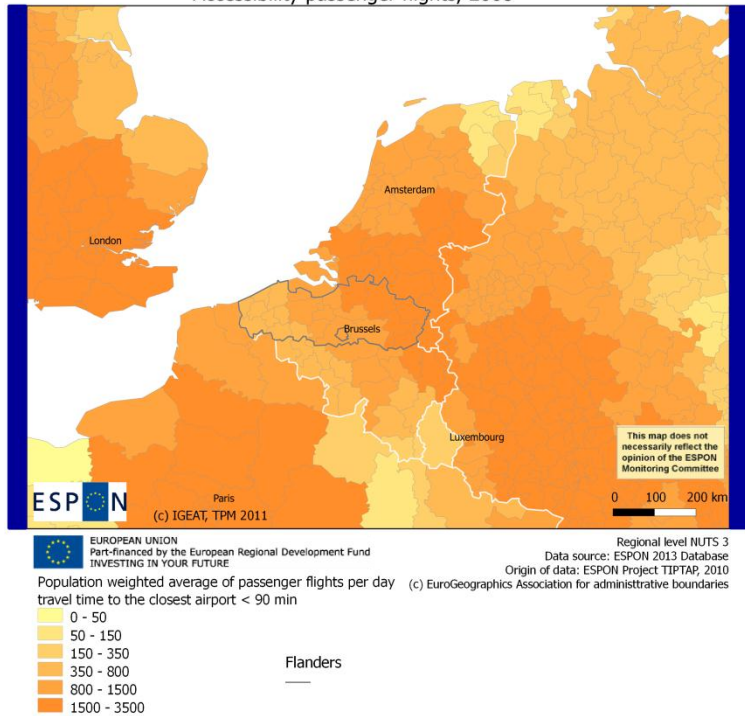 Amsterdam
London
Brussels
Luxembourg
This map does not
necessarily reflect the
opinion of the ESPON
Monitoring Committee
ESPON
Paris
(c) IGEAT, TPM 2011
0 100 200 km
EUROPEAN UNION
Part-financed by the European Regional Development Fund
INVESTING IN YOUR FUTURE
Regional level NUTS 3
Data source: ESPON 2013 Database
Origin of data: ESPON Project TIPTAP, 2010
(c) EuroGeographics Association for administtrative boundaries
Population weighted average of passenger flights per day
travel time to the closest airport < 90 min
0 - 50
50 - 150
150 - 350
350 - 800
800 - 1500
1500 - 3500
Flanders